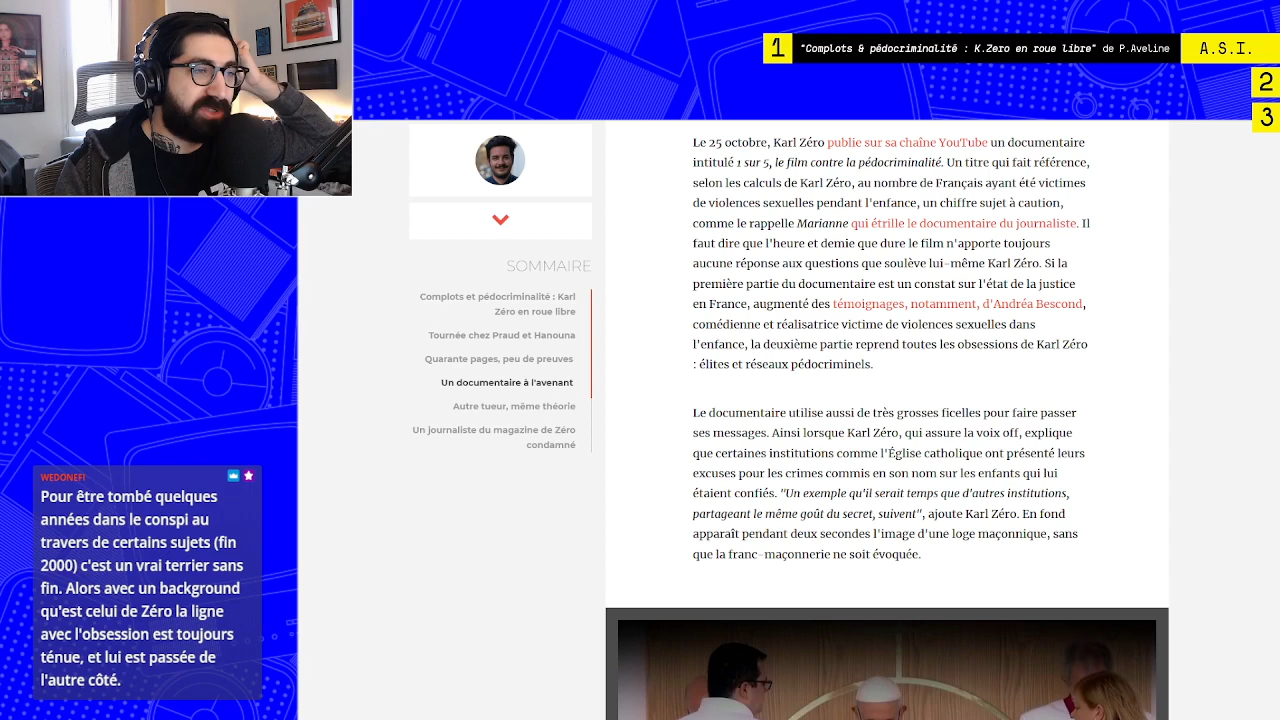 1 "Complots & pédocriminalité : K.Zero en roue libre" de P.Aveline A.S.I.
2
3
Le 25 octobre, Karl Zéro publie sur sa chaîne YouTube un documentaire
intitulé 1 sur 5, le film contre la pédocriminalité. Un titre qui fait référence,
selon les calculs de Karl Zéro, au nombre de Français ayant été victimes
de violences sexuelles pendant l'enfance, un chiffre sujet à caution,
comme le rappelle Marianne qui étrille le documentaire du journaliste. Il
faut dire que l'heure et demie que dure le film n'apporte toujours
aucune réponse aux questions que soulève lui-même Karl Zéro. Si la
première partie du documentaire est un constat sur l'état de la justice
en France, augmenté des témoignages, notamment, d'Andréa Bescond,
comédienne et réalisatrice victime de violences sexuelles dans
l'enfance, la deuxième partie reprend toutes les obsessions de Karl Zéro
: élites et réseaux pédocriminels.
Le documentaire utilise aussi de très grosses ficelles pour faire passer
ses messages. Ainsi lorsque Karl Zéro, qui assure la voix off, explique
que certaines institutions comme l'Église catholique ont présenté leurs
excuses pour les crimes commis en son nom sur les enfants qui lui
étaient confiés. "Un exemple qu'il serait temps que d'autres institutions,
partageant le même goût du secret, suivent", ajoute Karl Zéro. En fond
apparaît pendant deux secondes l'image d'une loge maçonnique, sans
que la franc-maçonnerie ne soit évoquée.
SOMMAIRE
Complots et pédocriminalité : Karl
Zéro en roue libre
Tournée chez Praud et Hanouna
Quarante pages, peu de preuves
Un documentaire à l'avenant
Autre tueur, même théorie
Un journaliste du magazine de Zéro
condamné
WEDONEFI
Pour être tombé quelques
années dans le conspi au
travers de certains sujets (fin
2000) c'est un vrai terrier sans
fin. Alors avec un background
qu'est celui de Zéro la ligne
avec l'obsession est toujours
ténue, et lui est passée de
l'autre côté.